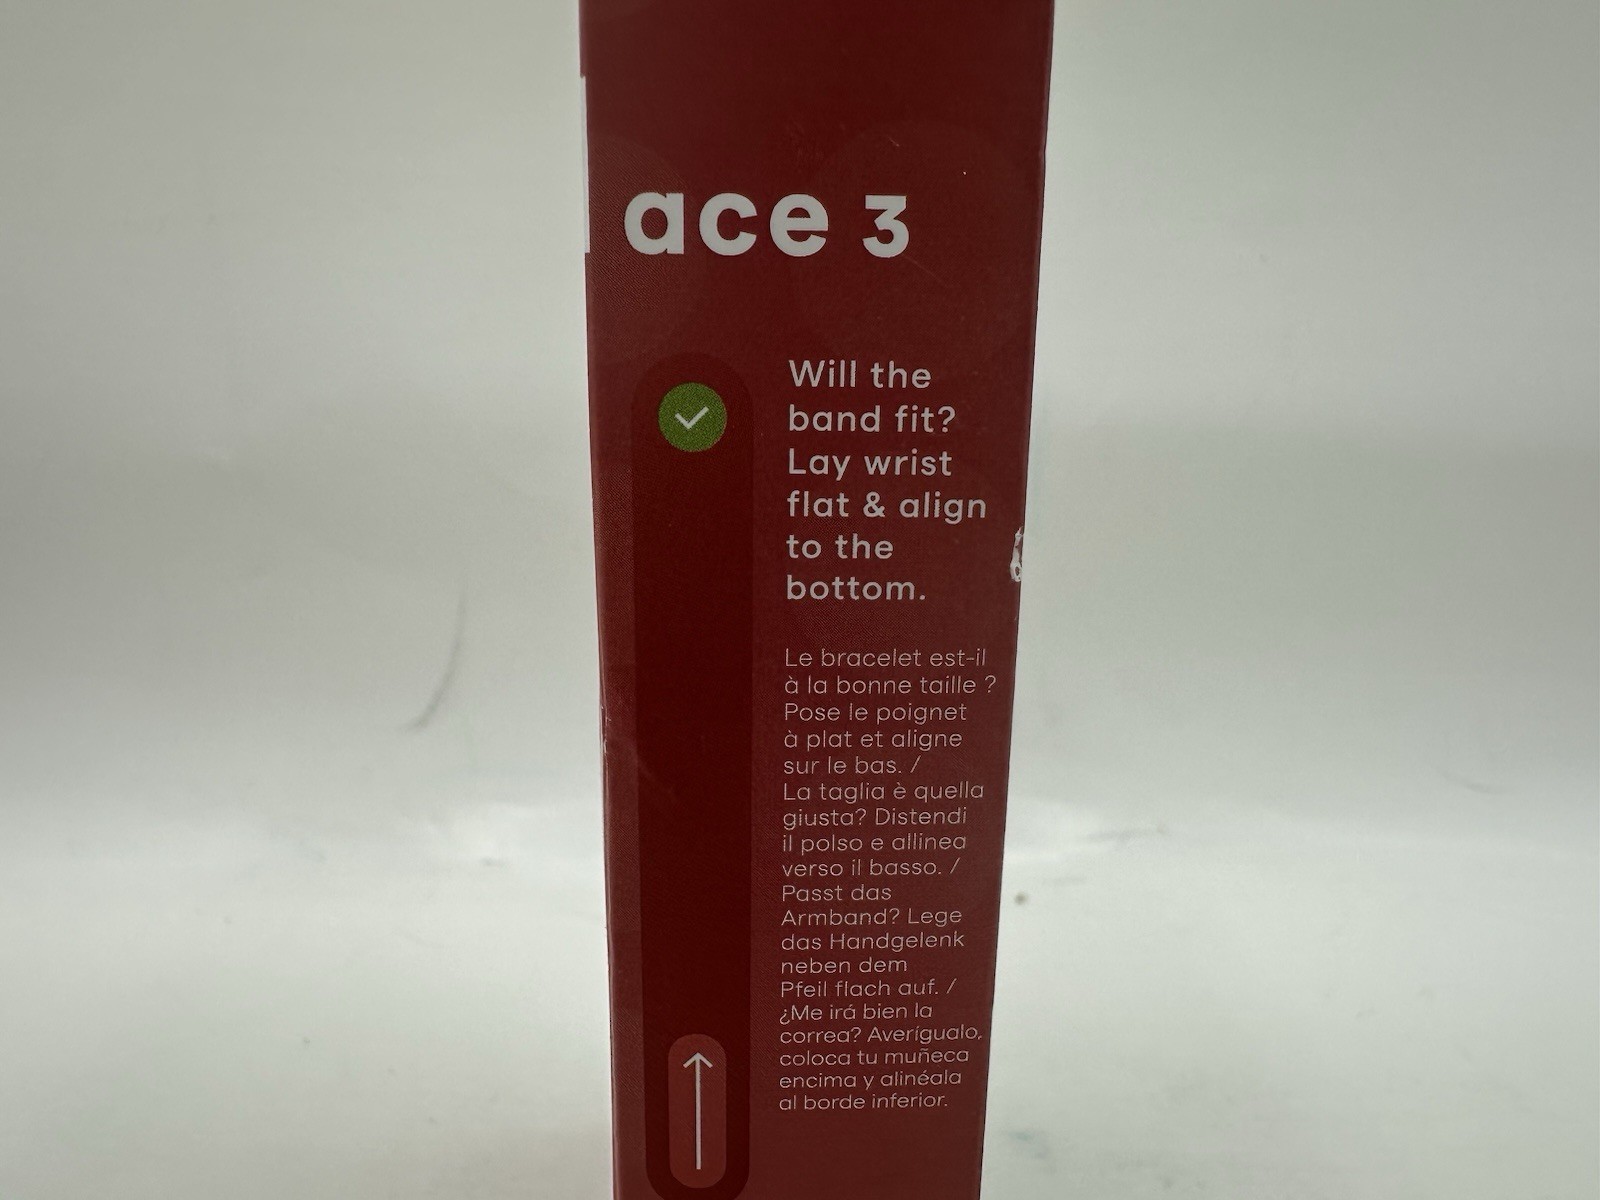 ace 3
Will the
band fit?
Lay wrist
flat & align
to the
bottom.
Le bracelet est-il
à la bonne taille ?
Pose le poignet
à plat et aligne
sur le bas. /
La taglia è quella
giusta? Distendi
il polso e allinea
verso il basso. /
Passt das
Armband? Lege
das Handgelenk
neben dem
Pfeil flach auf. /
¿Me irá bien la
correa? Averígualo,
coloca tu muñeca
encima y alinéala
al borde inferior.